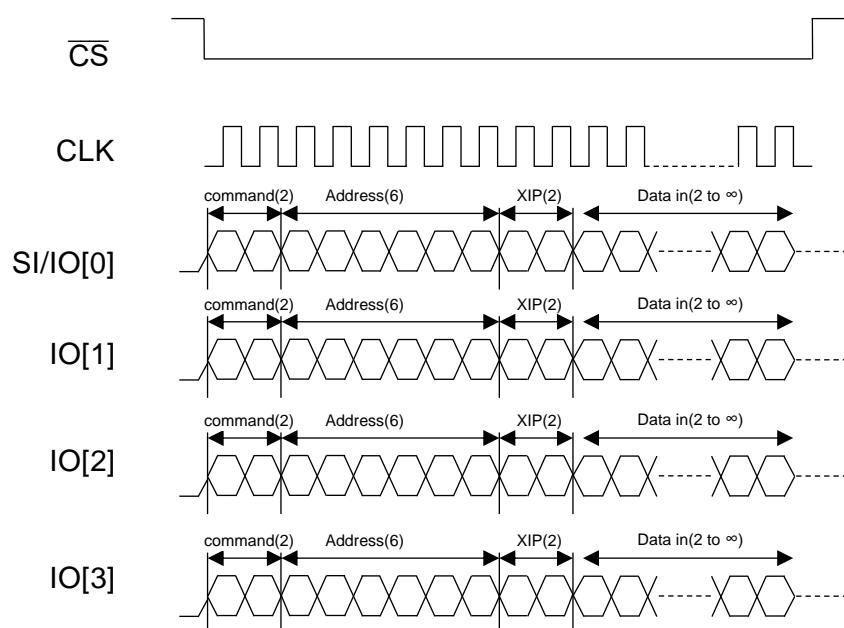 C̅S̅
CLK
command(2) Address(6) XIP(2) Data in(2 to ∞)
SI/IO[0]
command(2) Address(6) XIP(2) Data in(2 to ∞)
IO[1]
command(2) Address(6) XIP(2) Data in(2 to ∞)
IO[2]
command(2) Address(6) XIP(2) Data in(2 to ∞)
IO[3]